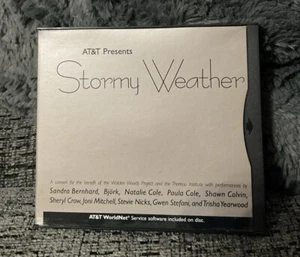 AT&T Presents
Stormy Weather
A concert for the benefit of the Walden Woods Project and the Thoreau Institute with performances by
Sandra Bernhard, Björk, Natalie Cole, Paula Cole, Shawn Colvin,
Sheryl Crow, Joni Mitchell, Stevie Nicks, Gwen Stefani, and Trisha Yearwood
AT&T WorldNet® Service software included on disc.